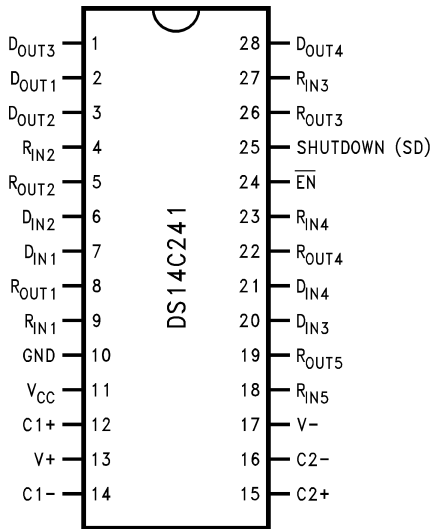 DOUT3 1 28 DOUT4
DOUT1 2 27 RIN3
DOUT2 3 26 ROUT3
RIN2 4 25 SHUTDOWN (SD)
ROUT2 5 24 E̅N̅
DIN2 6 23 RIN4
DIN1 7 22 ROUT4
ROUT1 8 21 DIN4
RIN1 9 20 DIN3
GND 10 19 ROUT5
VCC 11 18 RIN5
C1+ 12 17 V−
V+ 13 16 C2−
C1− 14 15 C2+
DS14C241